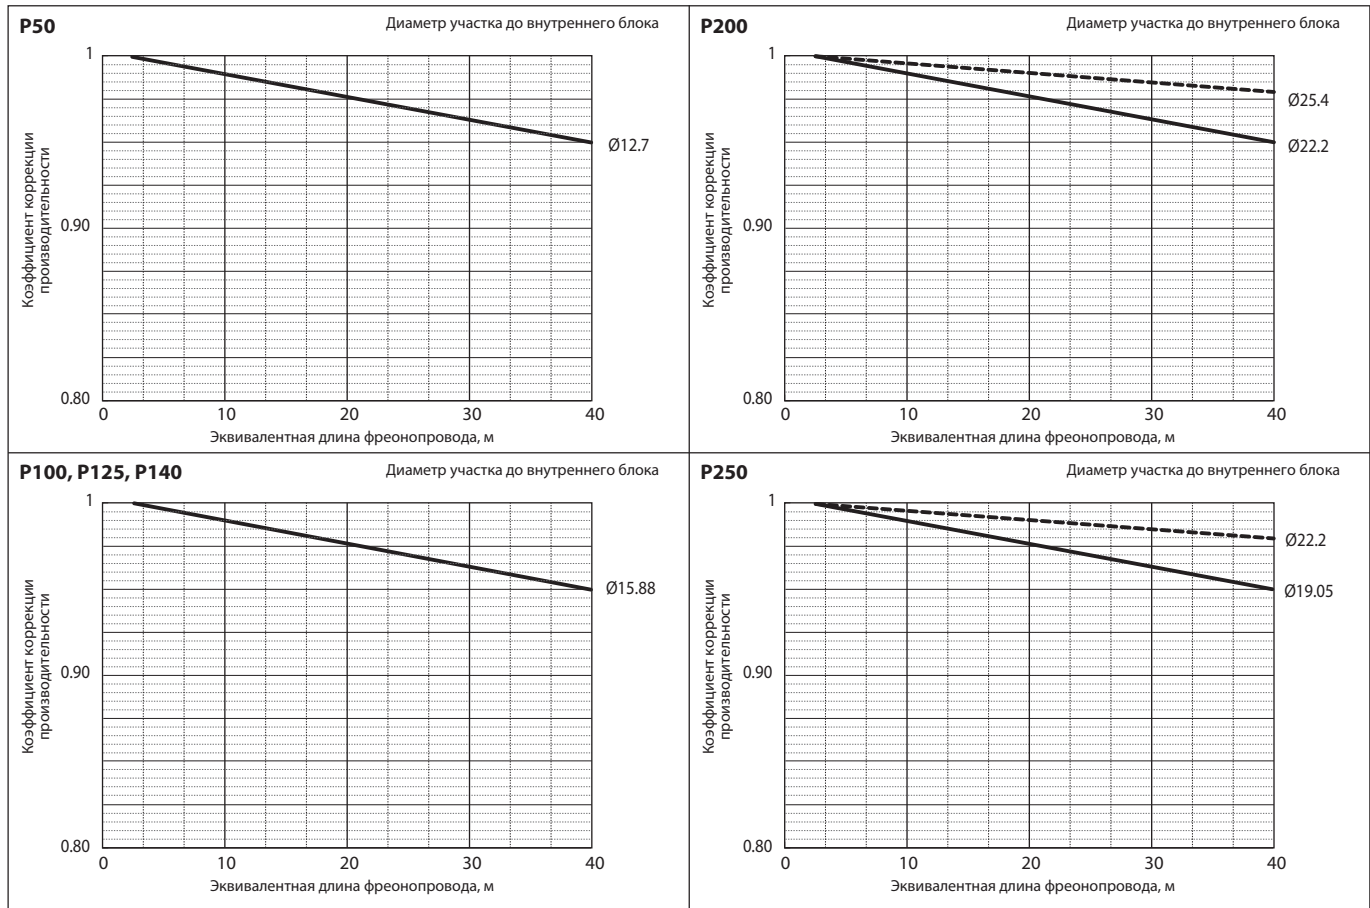 P50
Диаметр участка до внутреннего блока
1
0.90
0.80
Коэффициент коррекции
производительности
Ø12.7
0
10
20
30
40
Эквивалентная длина фреонопровода, м
P200
Диаметр участка до внутреннего блока
1
0.90
0.80
Коэффициент коррекции
производительности
Ø25.4
Ø22.2
0
10
20
30
40
Эквивалентная длина фреонопровода, м
P100, P125, P140
Диаметр участка до внутреннего блока
1
0.90
0.80
Коэффициент коррекции
производительности
Ø15.88
0
10
20
30
40
Эквивалентная длина фреонопровода, м
P250
Диаметр участка до внутреннего блока
1
0.90
0.80
Коэффициент коррекции
производительности
Ø22.2
Ø19.05
0
10
20
30
40
Эквивалентная длина фреонопровода, м